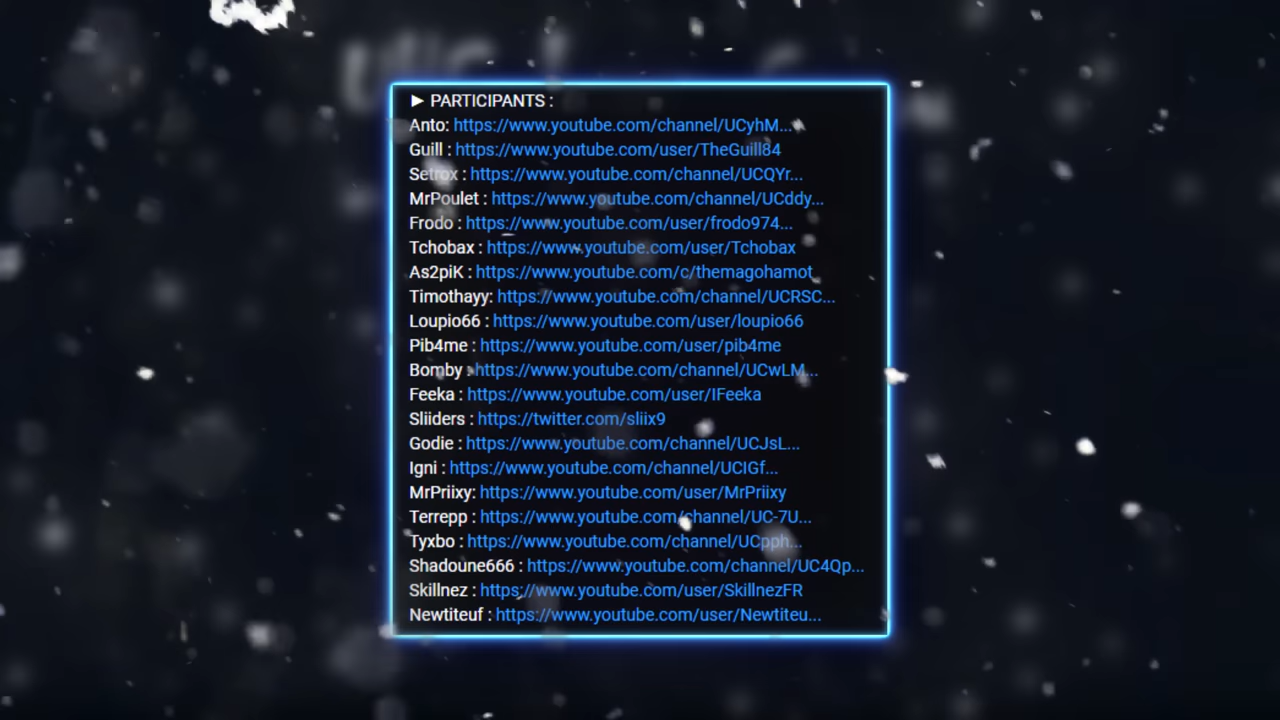 ► PARTICIPANTS :
Anto: https://www.youtube.com/channel/UCyhM...
Guill : https://www.youtube.com/user/TheGuill84
Setrox : https://www.youtube.com/channel/UCQYr...
MrPoulet : https://www.youtube.com/channel/UCddy...
Frodo : https://www.youtube.com/user/frodo974...
Tchobax : https://www.youtube.com/user/Tchobax
As2piK : https://www.youtube.com/c/themagohamot
Timothayy: https://www.youtube.com/channel/UCRSC...
Loupio66 : https://www.youtube.com/user/loupio66
Pib4me : https://www.youtube.com/user/pib4me
Bomby : https://www.youtube.com/channel/UCwLM...
Feeka : https://www.youtube.com/user/IFeeka
Sliiders : https://twitter.com/sliix9
Godie : https://www.youtube.com/channel/UCJsL...
Igni : https://www.youtube.com/channel/UCIGf...
MrPriixy: https://www.youtube.com/user/MrPriixy
Terrepp : https://www.youtube.com/channel/UC-7U...
Tyxbo : https://www.youtube.com/channel/UCpph...
Shadoune666 : https://www.youtube.com/channel/UC4Qp...
Skillnez : https://www.youtube.com/user/SkillnezFR
Newtiteuf : https://www.youtube.com/user/Newtiteu...